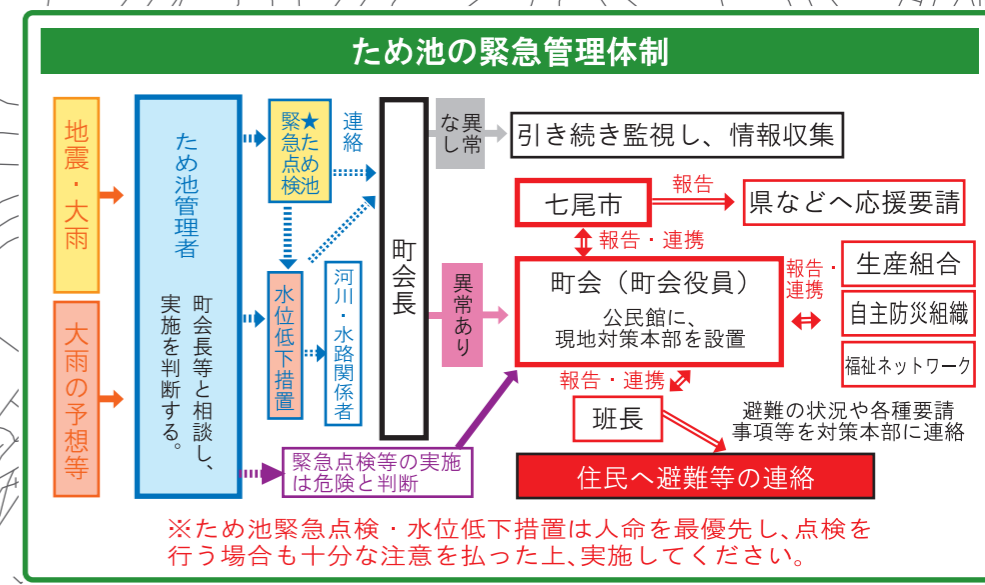 ため池の緊急管理体制
地震・大雨
大雨の予想等
ため池管理者
町会長等と相談し、
実施を判断する。
★ため池
緊急点検
連絡
水位低下措置
河川・水路関係者
緊急点検等の実施
は危険と判断
町会長
異常
なし
引き続き監視し、情報収集
異常あり
七尾市
報告
県などへ応援要請
報告・連携
町会（町会役員）
公民館に、
現地対策本部を設置
報告・
連携
生産組合
自主防災組織
福祉ネットワーク
報告・連携
班長
避難の状況や各種要請
事項等を対策本部に連絡
住民へ避難等の連絡
※ため池緊急点検・水位低下措置は人命を最優先し、点検を
行う場合も十分な注意を払った上、実施してください。